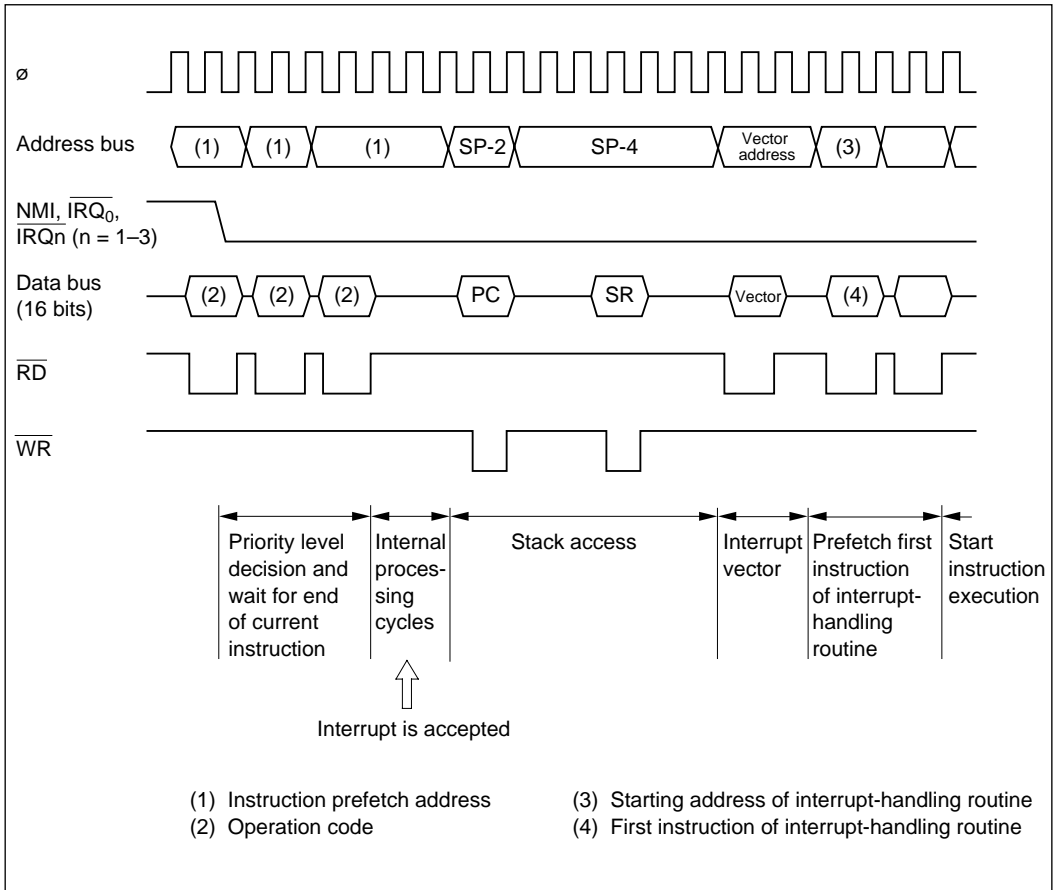 ø
Address bus
(1) (1) (1) SP-2 SP-4 Vector address (3)
NMI, IRQ0,
IRQn (n = 1–3)
Data bus
(16 bits)
(2) (2) (2) PC SR Vector (4)
RD
WR
Priority level
decision and
wait for end
of current
instruction
Internal
proces-
sing
cycles
Stack access
Interrupt
vector
Prefetch first
instruction
of interrupt-
handling
routine
Start
instruction
execution
Interrupt is accepted
(1) Instruction prefetch address
(2) Operation code
(3) Starting address of interrupt-handling routine
(4) First instruction of interrupt-handling routine